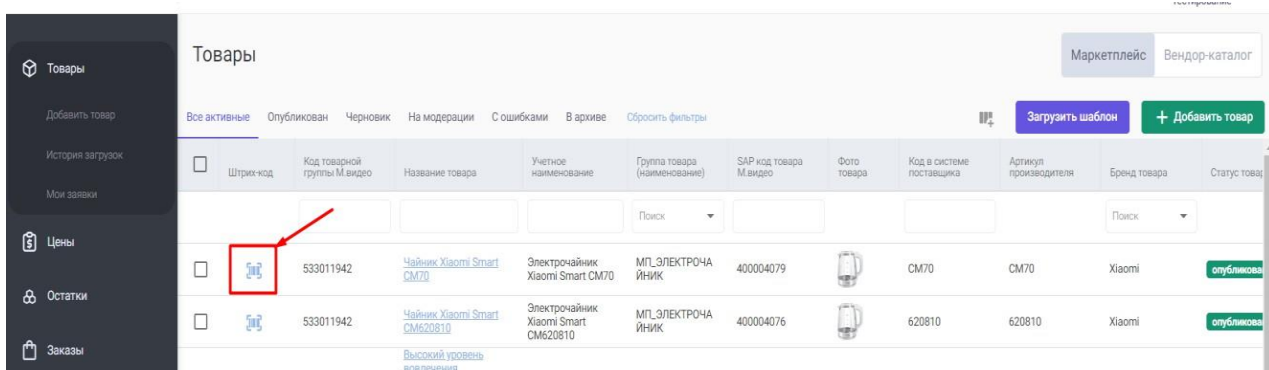 Товары
Маркетплейс Вендор-каталог
Товары
Добавить товар
История загрузок
Мои заявки
Цены
Остатки
Заказы
Все активные Опубликован Черновик На модерации С ошибками В архиве Сбросить фильтры
Загрузить шаблон + Добавить товар
Штрих-код
Код товарной
группы М.видео
Название товара
Учетное
наименование
Группа товара
(наименование)
SAP код товара
М.видео
Фото
товара
Код в системе
поставщика
Артикул
производителя
Бренд товара
Статус товар
Поиск
Поиск
533011942
Чайник Xiaomi Smart
CM70
Электрочайник
Xiaomi Smart CM70
МП_ЭЛЕКТРОЧА
ЙНИК
400004079
CM70
CM70
Xiaomi
опубликова
533011942
Чайник Xiaomi Smart
CM620810
Электрочайник
Xiaomi Smart
CM620810
МП_ЭЛЕКТРОЧА
ЙНИК
400004076
620810
620810
Xiaomi
опубликова
Высокий уровень
вовлечения